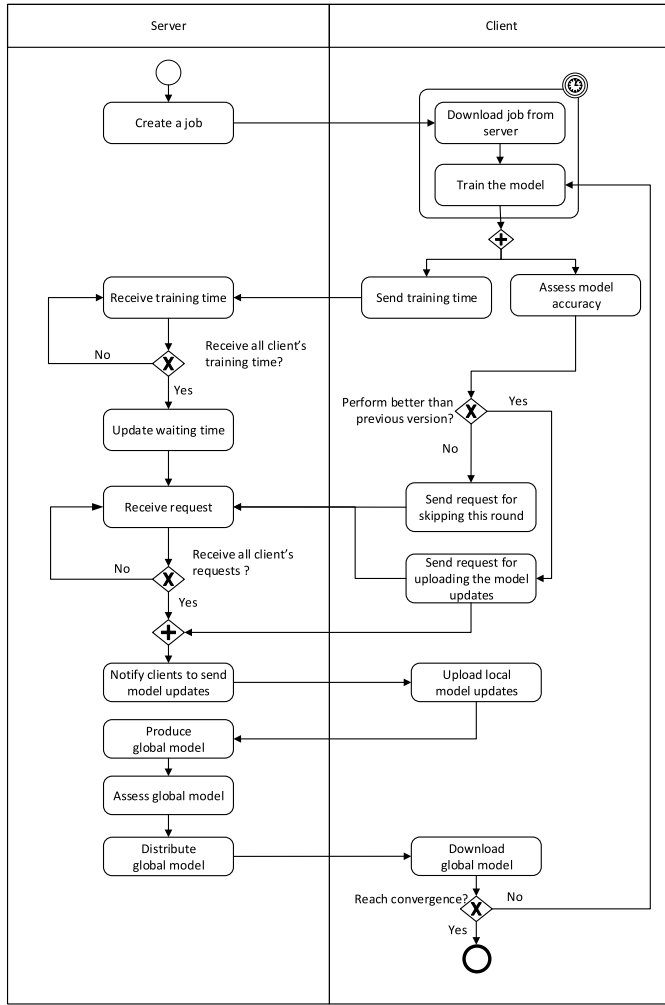 Server
Client
Create a job
Download job from
server
Train the model
Receive training time
Send training time
Assess model
accuracy
Receive all client's
training time?
No
Yes
Perform better than
previous version?
Yes
No
Update waiting time
Receive request
Send request for
skipping this round
Receive all client's
requests ?
No
Yes
Send request for
uploading the model
updates
Notify clients to send
model updates
Upload local
model updates
Produce
global model
Assess global model
Distribute
global model
Download
global model
Reach convergence?
No
Yes